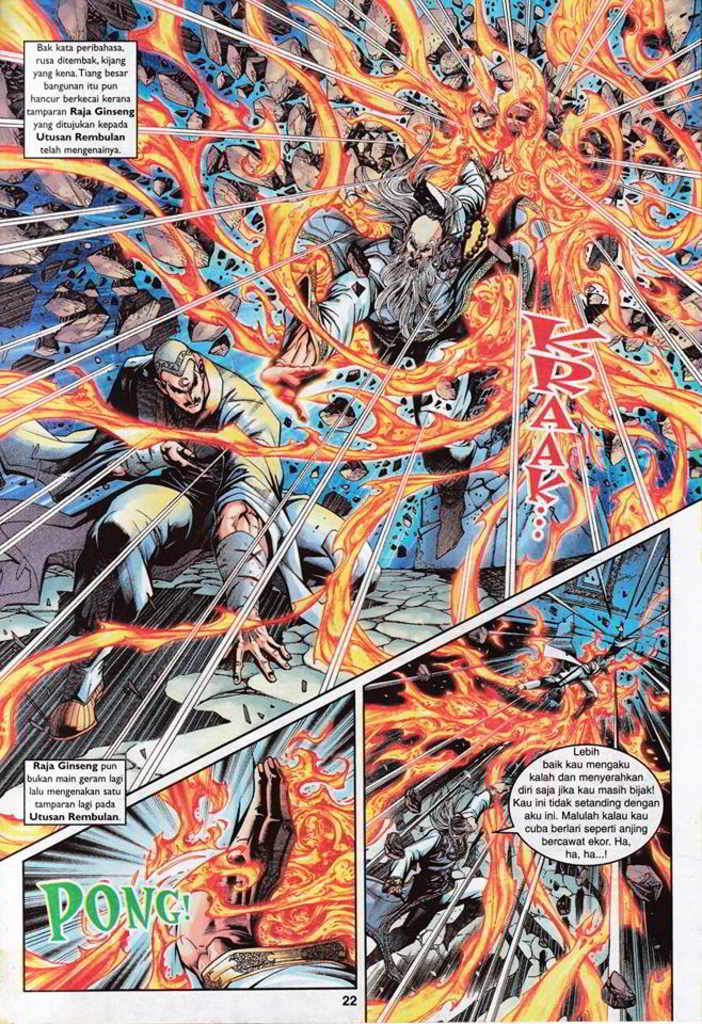 Bak kata peribahasa,
rusa ditembak, kijang
yang kena. Tiang besar
bangunan itu pun
hancur berkecai kerana
tamparan Raja Ginseng
yang ditujukan kepada
Utusan Rembulan
telah mengenainya.
KRAAK...
Raja Ginseng pun
bukan main geram lagi
lalu mengenakan satu
tamparan lagi pada
Utusan Rembulan.
PONG!
Lebih
baik kau mengaku
kalah dan menyerahkan
diri saja jika kau masih bijak!
Kau ini tidak setanding dengan
aku ini. Malulah kalau kau
cuba berlari seperti anjing
bercawat ekor. Ha,
ha, ha...!
22